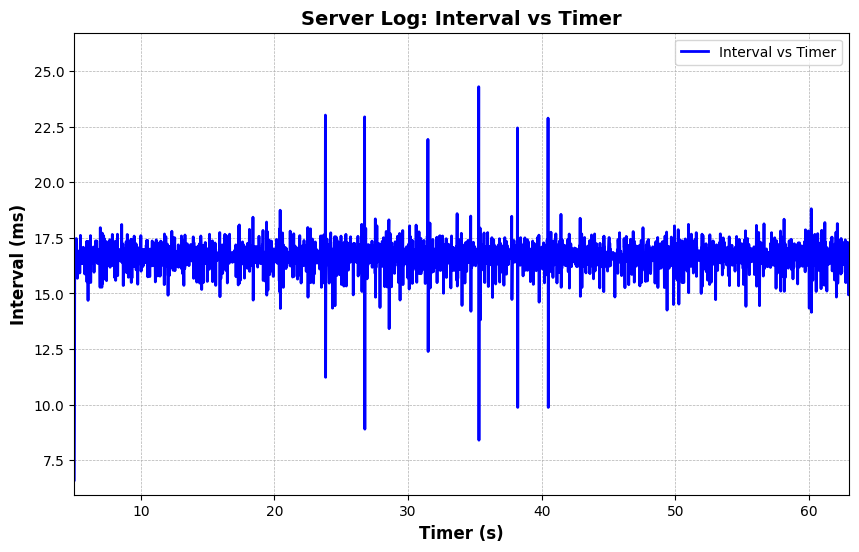 Server Log: Interval vs Timer
Interval vs Timer
25.0
22.5
20.0
17.5
15.0
12.5
10.0
7.5
Interval (ms)
10 20 30 40 50 60
Timer (s)